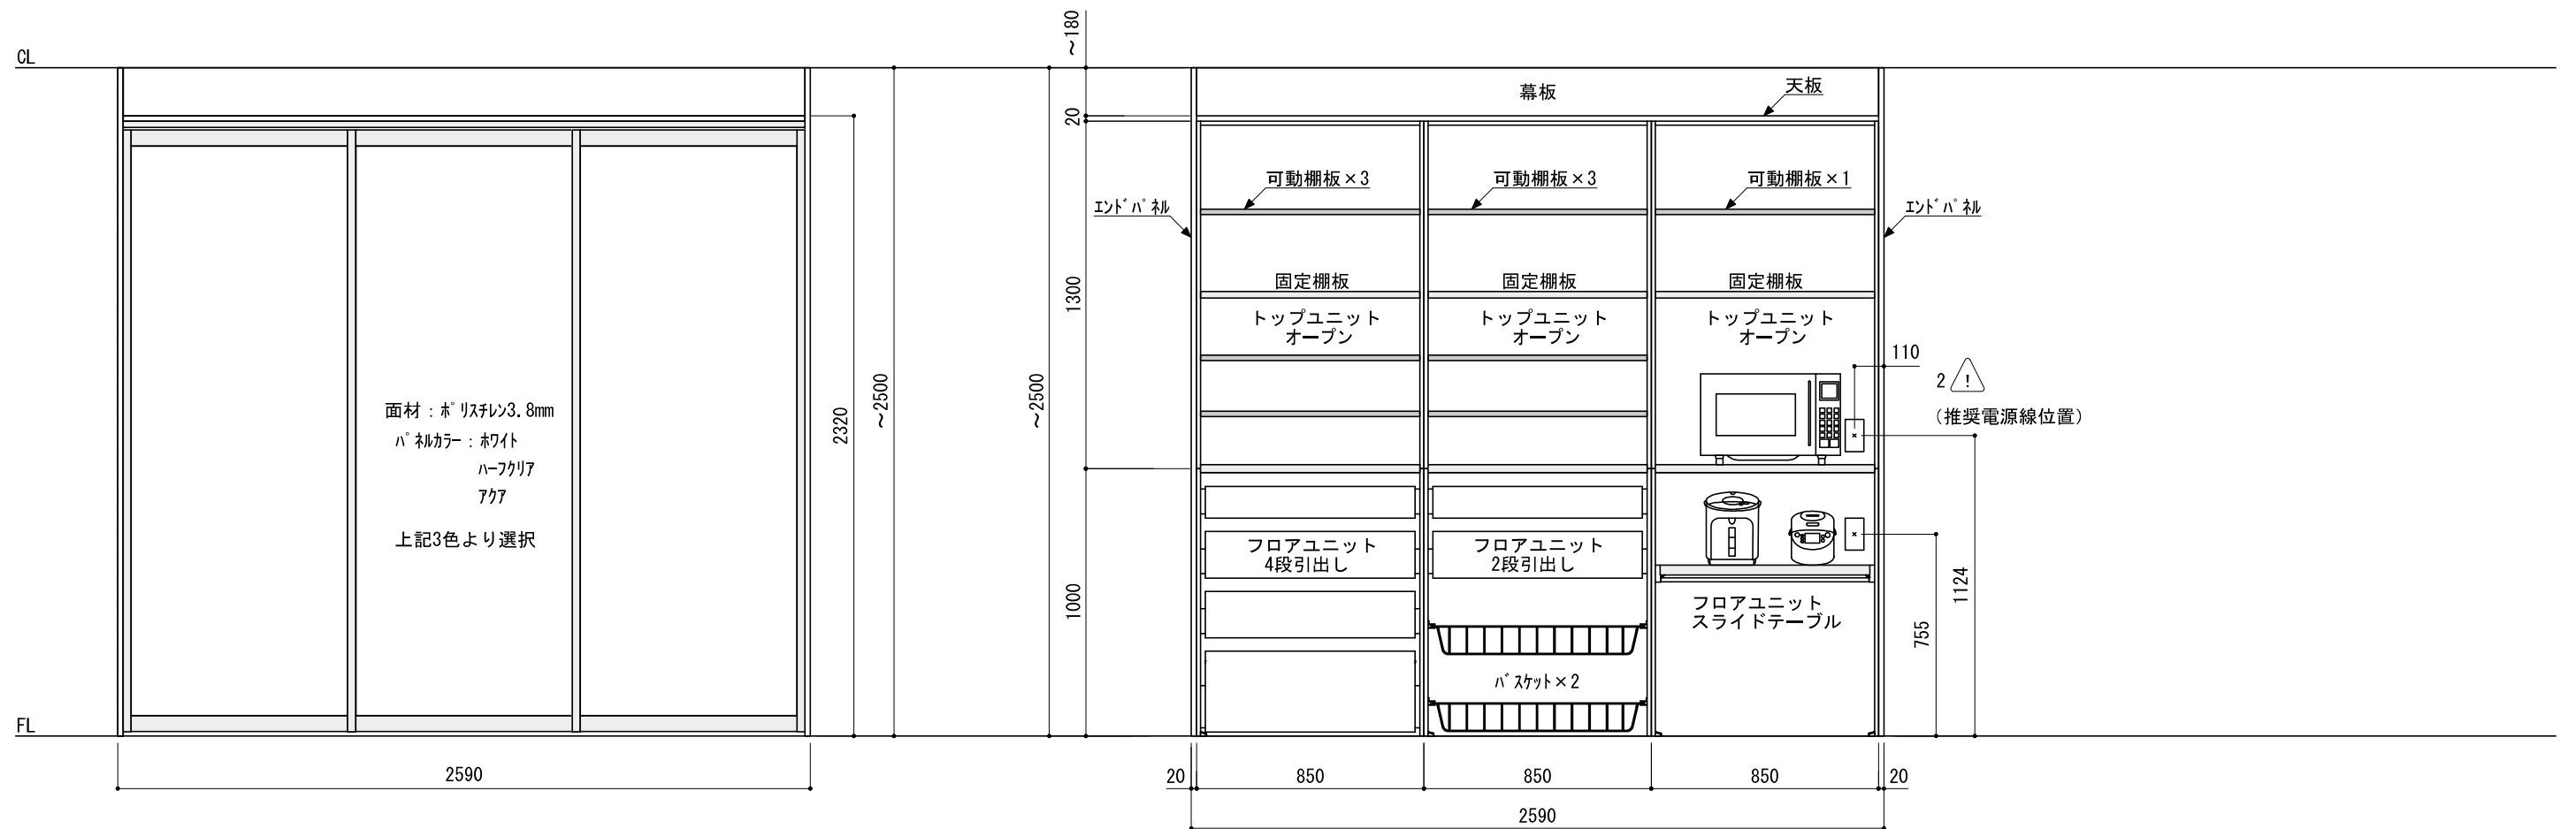 CL
FL
面材：ﾎﾟﾘｽﾁﾚﾝ3.8mm
ﾊﾟﾈﾙｶﾗｰ：ﾎﾜｲﾄ
ﾊｰﾌｸﾘｱ
ｱｸｱ
上記3色より選択
2320
～2500
2590
～2500
～180
20
1300
1000
幕板
天板
ｴﾝﾄﾞﾊﾟﾈﾙ
可動棚板×3
可動棚板×3
可動棚板×1
ｴﾝﾄﾞﾊﾟﾈﾙ
固定棚板
固定棚板
固定棚板
トップユニット
オープン
トップユニット
オープン
トップユニット
オープン
110
2 !
（推奨電源線位置）
フロアユニット
4段引出し
フロアユニット
2段引出し
フロアユニット
スライドテーブル
ﾊﾞｽｹｯﾄ×2
755
1124
20
850
850
850
20
2590